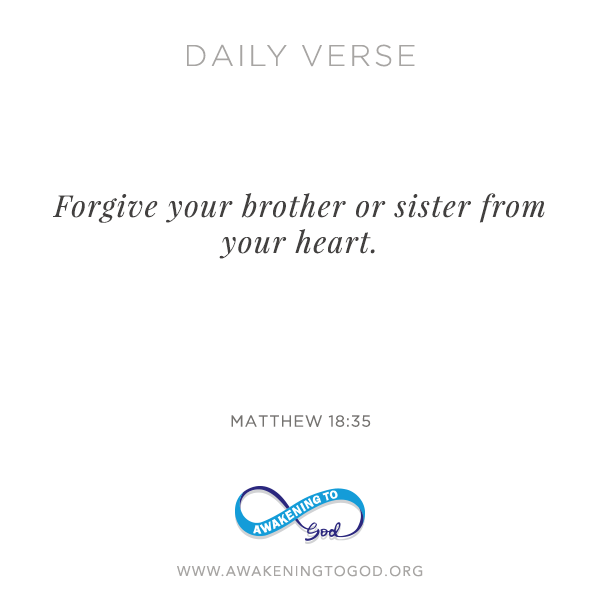 DAILY VERSE
Forgive your brother or sister from
your heart.
MATTHEW 18:35
AWAKENING TO
God
WWW.AWAKENINGTOGOD.ORG